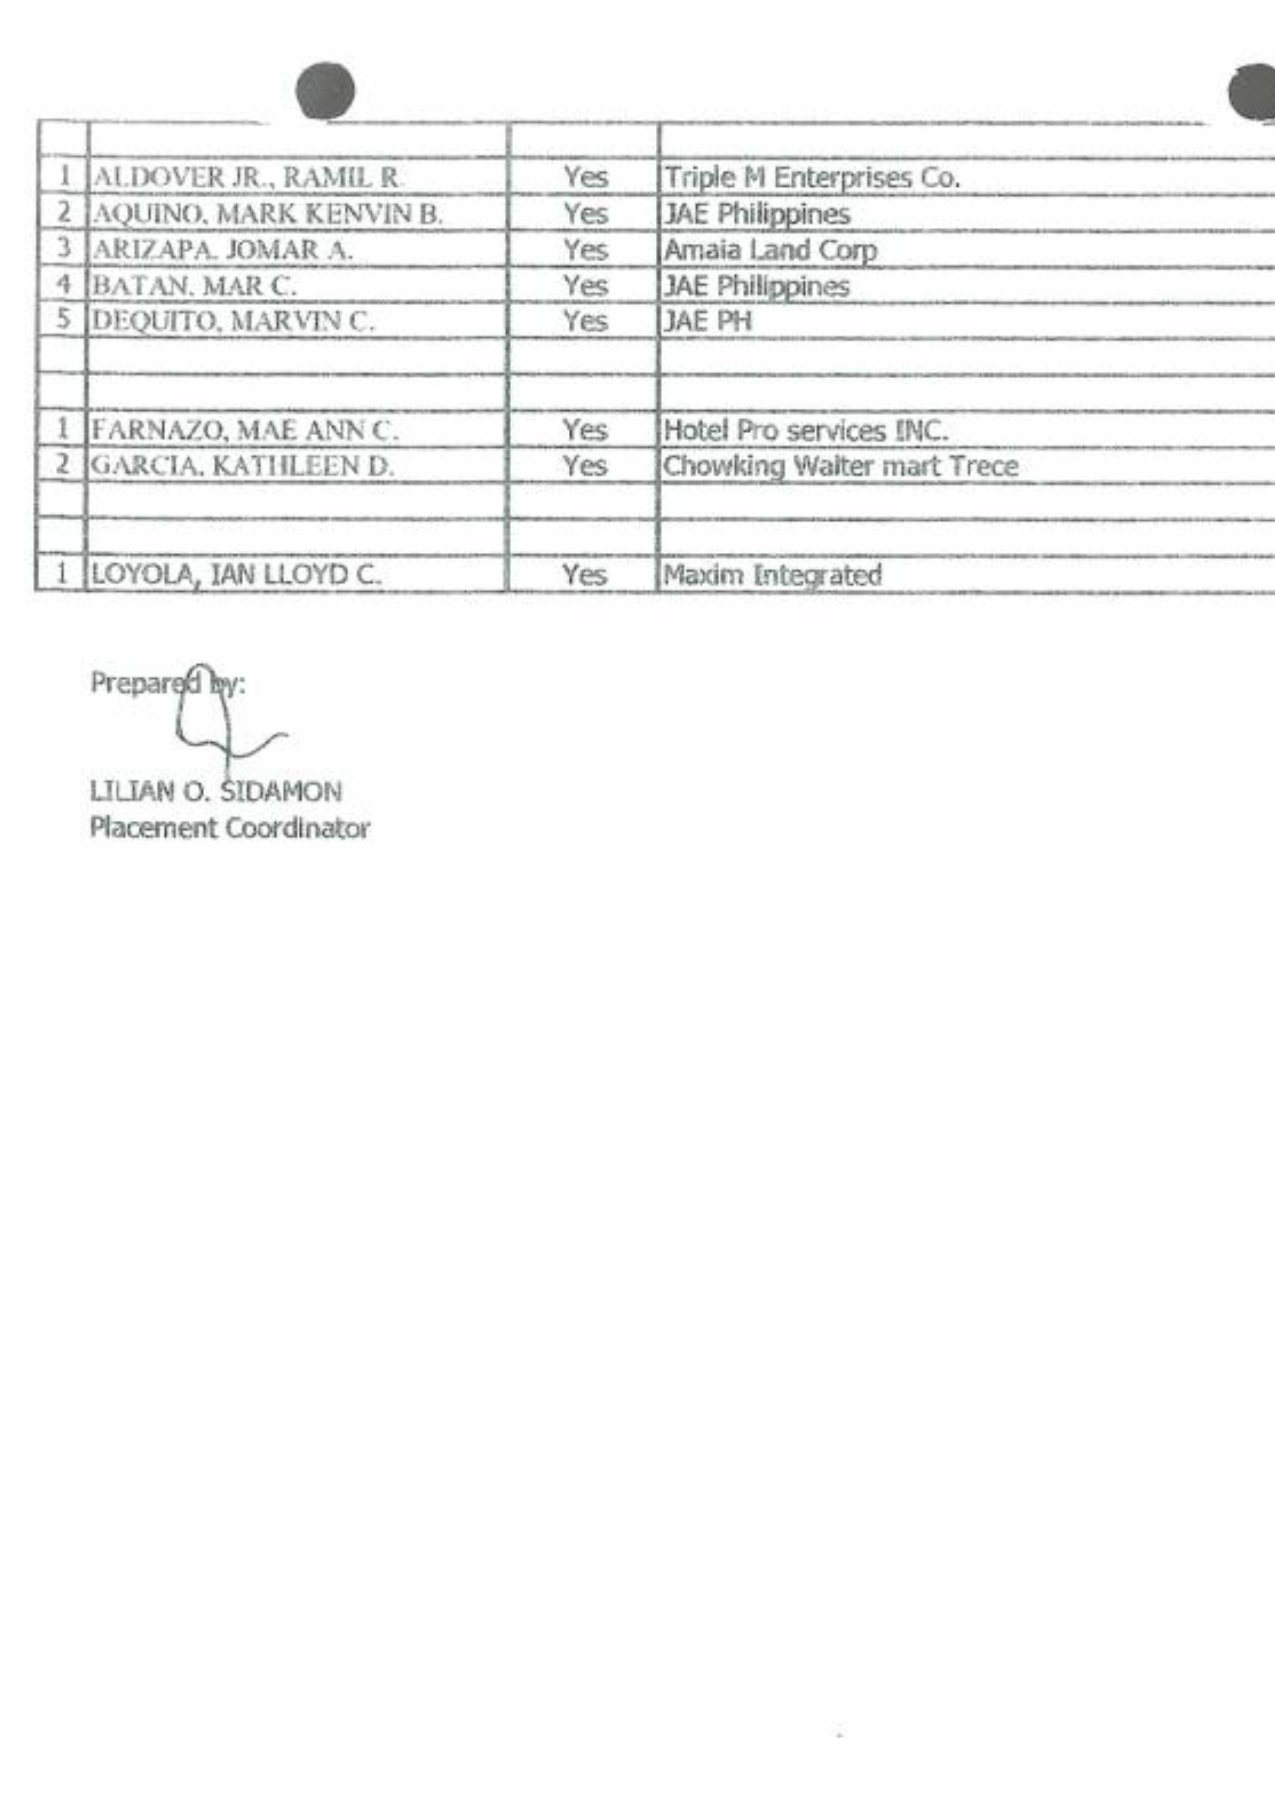 1 ALDOVER JR., RAMIL R. Yes Triple M Enterprises Co.
2 AQUINO, MARK KENVIN B. Yes JAE Philippines
3 ARIZAPA, JOMAR A. Yes Amaia Land Corp
4 BATAN, MAR C. Yes JAE Philippines
5 DEQUITO, MARVIN C. Yes JAE PH
1 FARNAZO, MAE ANN C. Yes Hotel Pro services INC.
2 GARCIA, KATHLEEN D. Yes Chowking Walter mart Trece
1 LOYOLA, IAN LLOYD C. Yes Maxim Integrated
Prepared by:
LILIAN O. SIDAMON
Placement Coordinator